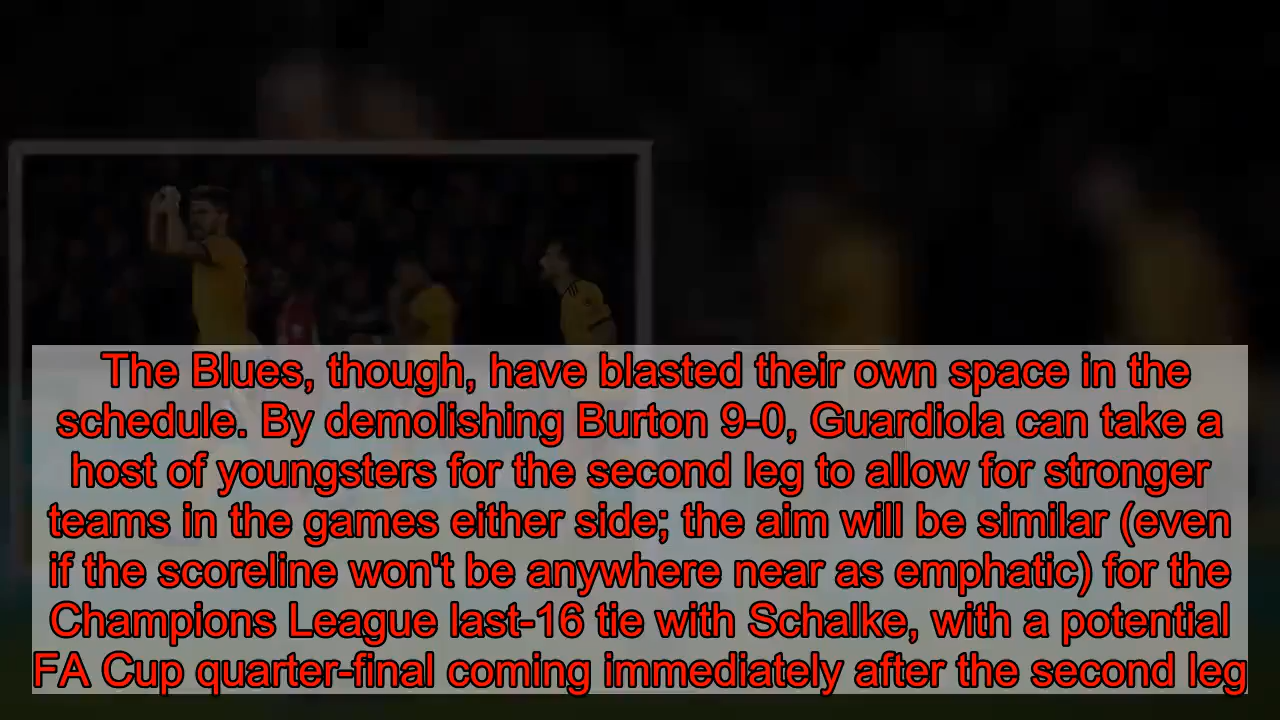 The Blues, though, have blasted their own space in the
schedule. By demolishing Burton 9-0, Guardiola can take a
host of youngsters for the second leg to allow for stronger
teams in the games either side; the aim will be similar (even
if the scoreline won't be anywhere near as emphatic) for the
Champions League last-16 tie with Schalke, with a potential
FA Cup quarter-final coming immediately after the second leg